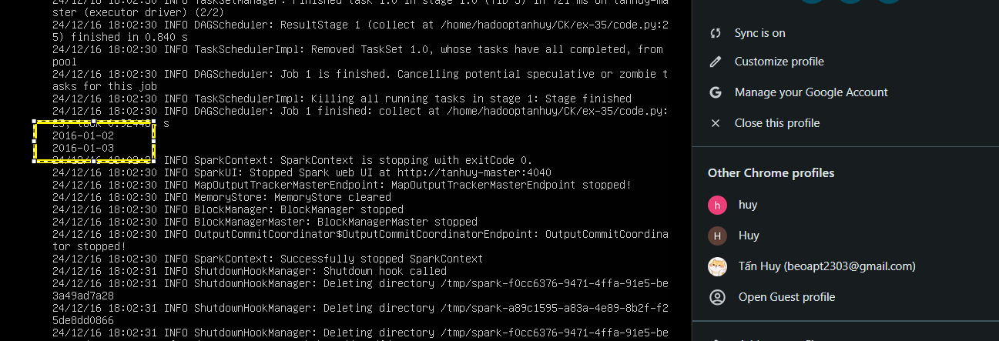 24/12/16 18:02:30 INFO TaskSetManager: Finished task 1.0 in stage 1.0 (TID 3) in 721 ms on tanhuy-ma
ster (executor driver) (2/2)
24/12/16 18:02:30 INFO DAGScheduler: ResultStage 1 (collect at /home/hadooptanhuy/CK/ex-35/code.py:2
5) finished in 0.840 s
24/12/16 18:02:30 INFO TaskSchedulerImpl: Removed TaskSet 1.0, whose tasks have all completed, from
pool
24/12/16 18:02:30 INFO DAGScheduler: Job 1 is finished. Cancelling potential speculative or zombie t
asks for this job
24/12/16 18:02:30 INFO TaskSchedulerImpl: Killing all running tasks in stage 1: Stage finished
24/12/16 18:02:30 INFO DAGScheduler: Job 1 finished: collect at /home/hadooptanhuy/CK/ex-35/code.py:
s
2016-01-02
2016-01-03
INFO SparkContext: SparkContext is stopping with exitCode 0.
24/12/16 18:02:30 INFO SparkUI: Stopped Spark web UI at http://tanhuy-master:4040
24/12/16 18:02:30 INFO MapOutputTrackerMasterEndpoint: MapOutputTrackerMasterEndpoint stopped!
24/12/16 18:02:30 INFO MemoryStore: MemoryStore cleared
24/12/16 18:02:30 INFO BlockManager: BlockManager stopped
24/12/16 18:02:30 INFO BlockManagerMaster: BlockManagerMaster stopped
24/12/16 18:02:30 INFO OutputCommitCoordinator$OutputCommitCoordinatorEndpoint: OutputCommitCoordina
tor stopped!
24/12/16 18:02:30 INFO SparkContext: Successfully stopped SparkContext
24/12/16 18:02:31 INFO ShutdownHookManager: Shutdown hook called
24/12/16 18:02:31 INFO ShutdownHookManager: Deleting directory /tmp/spark-f0cc6376-9471-4ffa-91e5-be
3a49ad7a28
24/12/16 18:02:31 INFO ShutdownHookManager: Deleting directory /tmp/spark-a89c1595-a83a-4e89-8b2f-f2
5de8dd0866
24/12/16 18:02:31 INFO ShutdownHookManager: Deleting directory /tmp/spark-f0cc6376-9471-4ffa-91e5-be
Sync is on
Customize profile
G Manage your Google Account
Close this profile
Other Chrome profiles
h huy
H Huy
Tấn Huy (beoapt2303@gmail.com)
Open Guest profile